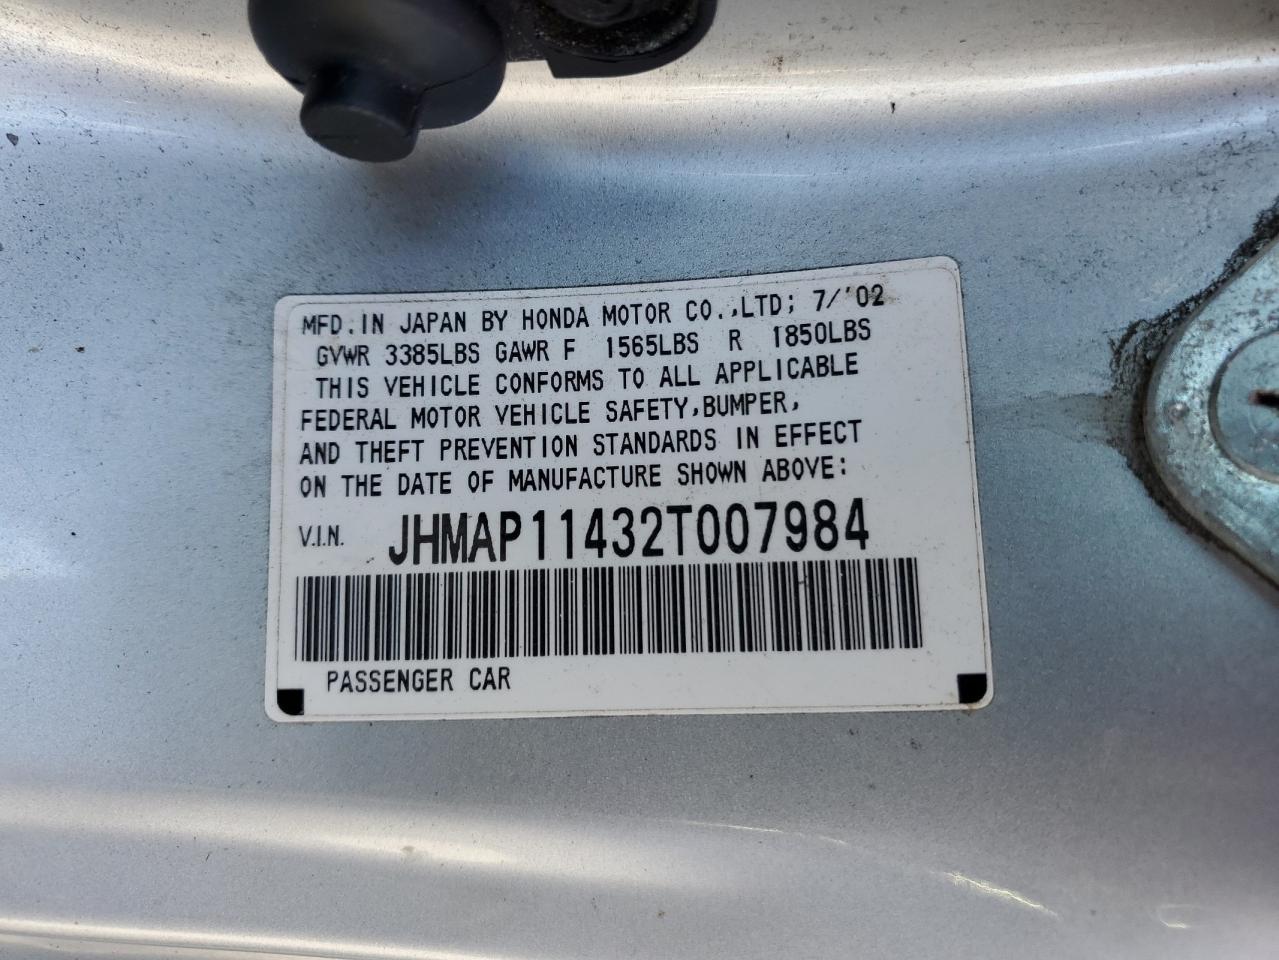 MFD. IN JAPAN BY HONDA MOTOR CO.,LTD; 7/'02
GVWR 3385LBS GAWR F 1565LBS R 1850LBS
THIS VEHICLE CONFORMS TO ALL APPLICABLE
FEDERAL MOTOR VEHICLE SAFETY,BUMPER,
AND THEFT PREVENTION STANDARDS IN EFFECT
ON THE DATE OF MANUFACTURE SHOWN ABOVE:
V.I.N. JHMAP11432T007984
PASSENGER CAR